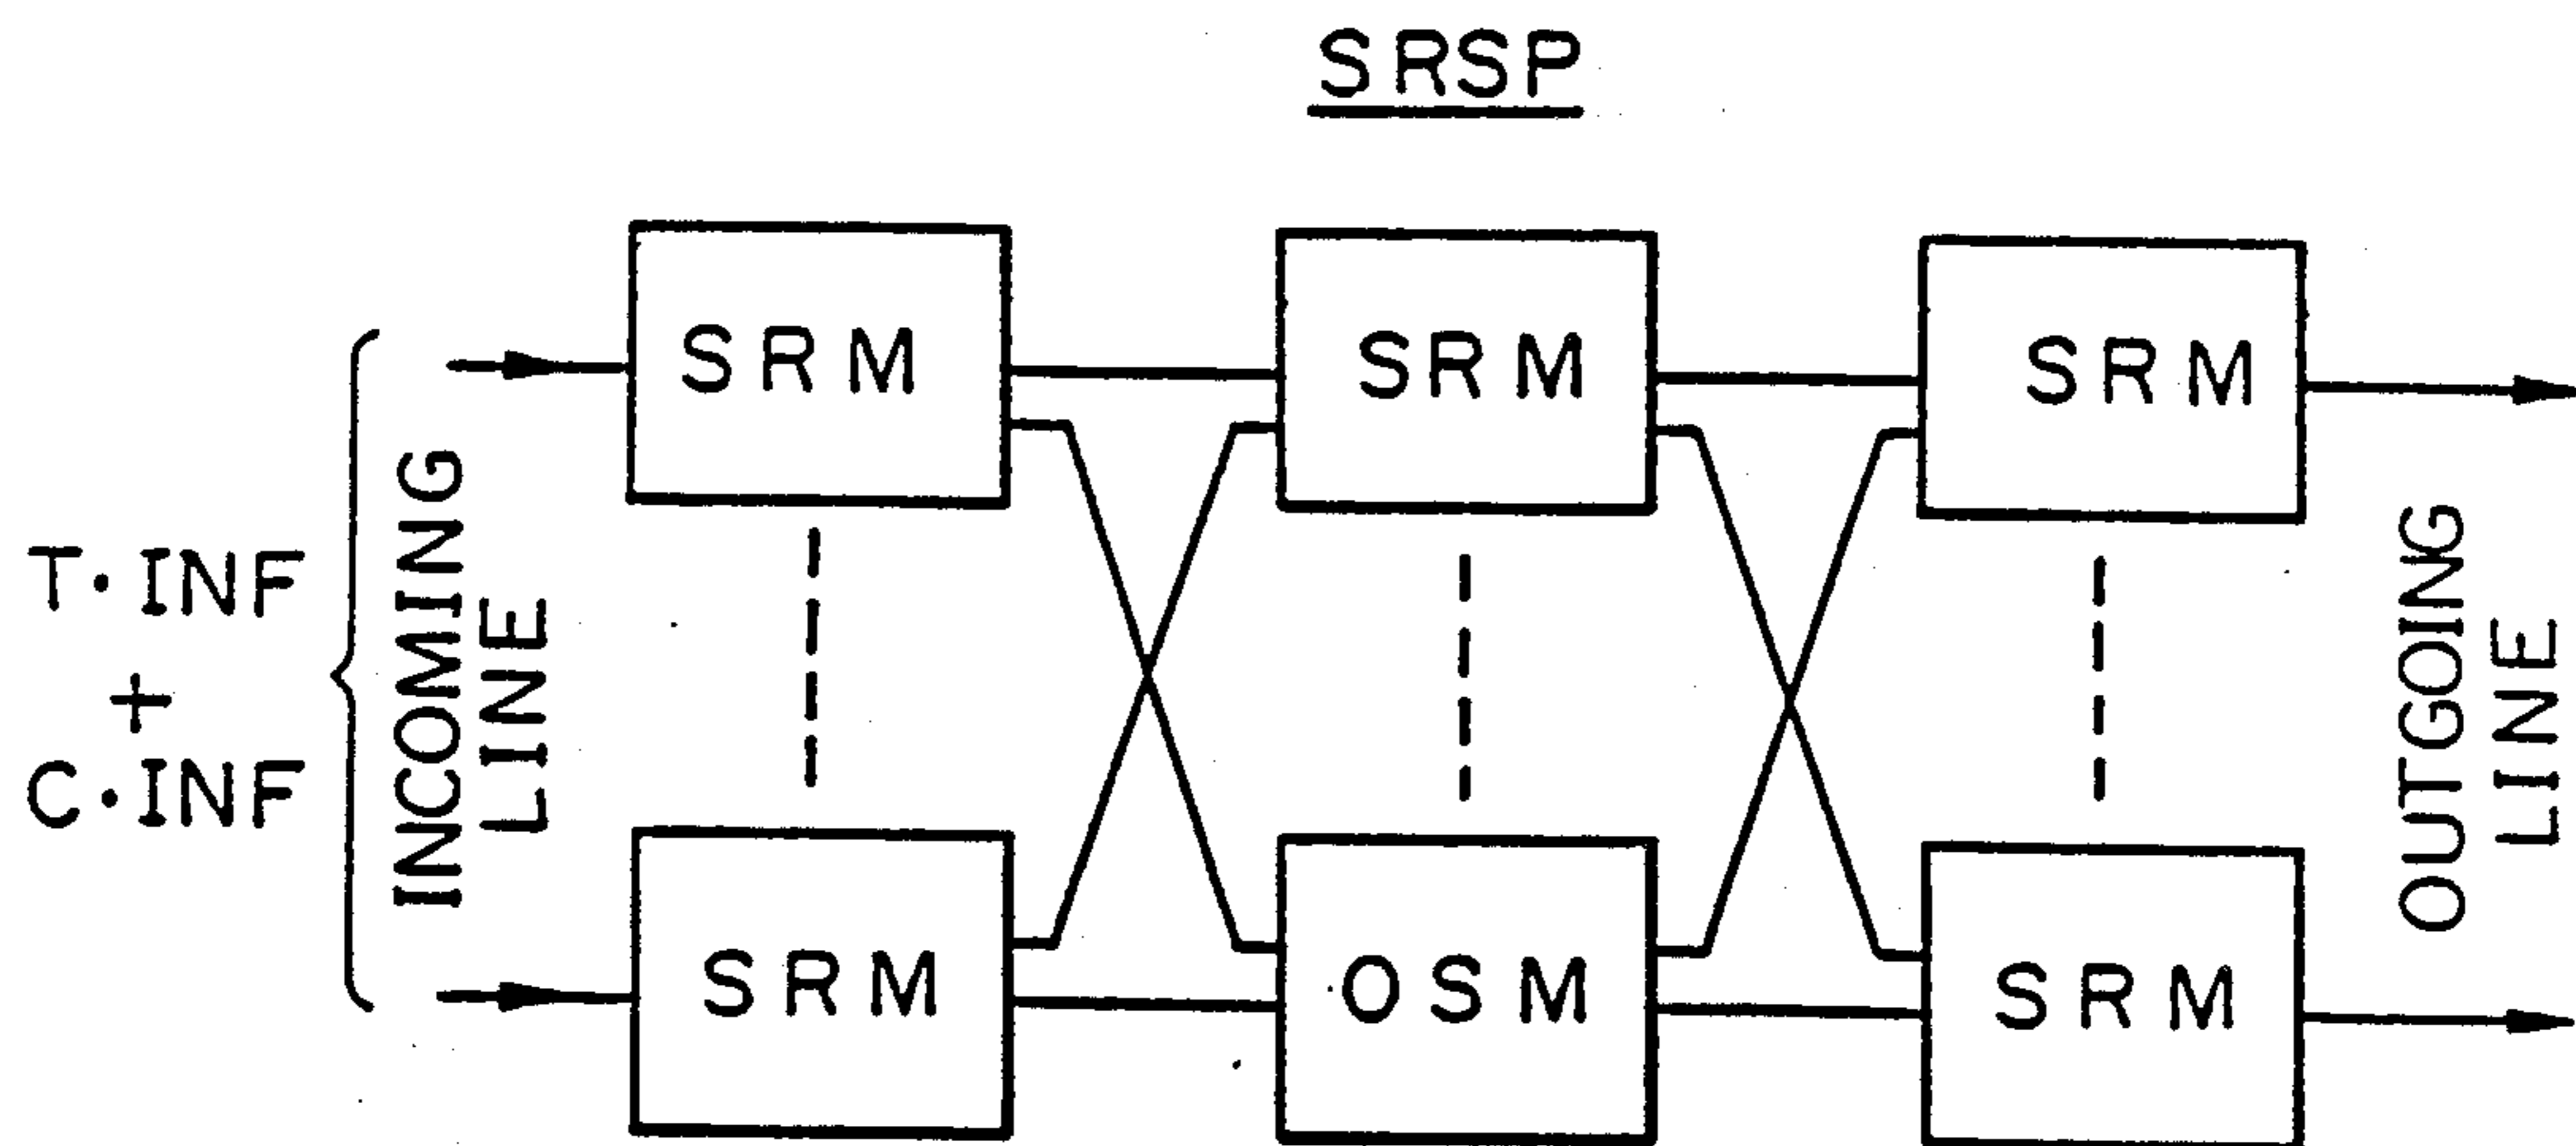 SRSP
SRM
SRM
SRM
T·INF
+
C·INF
INCOMING
LINE
OUTGOING
LINE
SRM
OSM
SRM